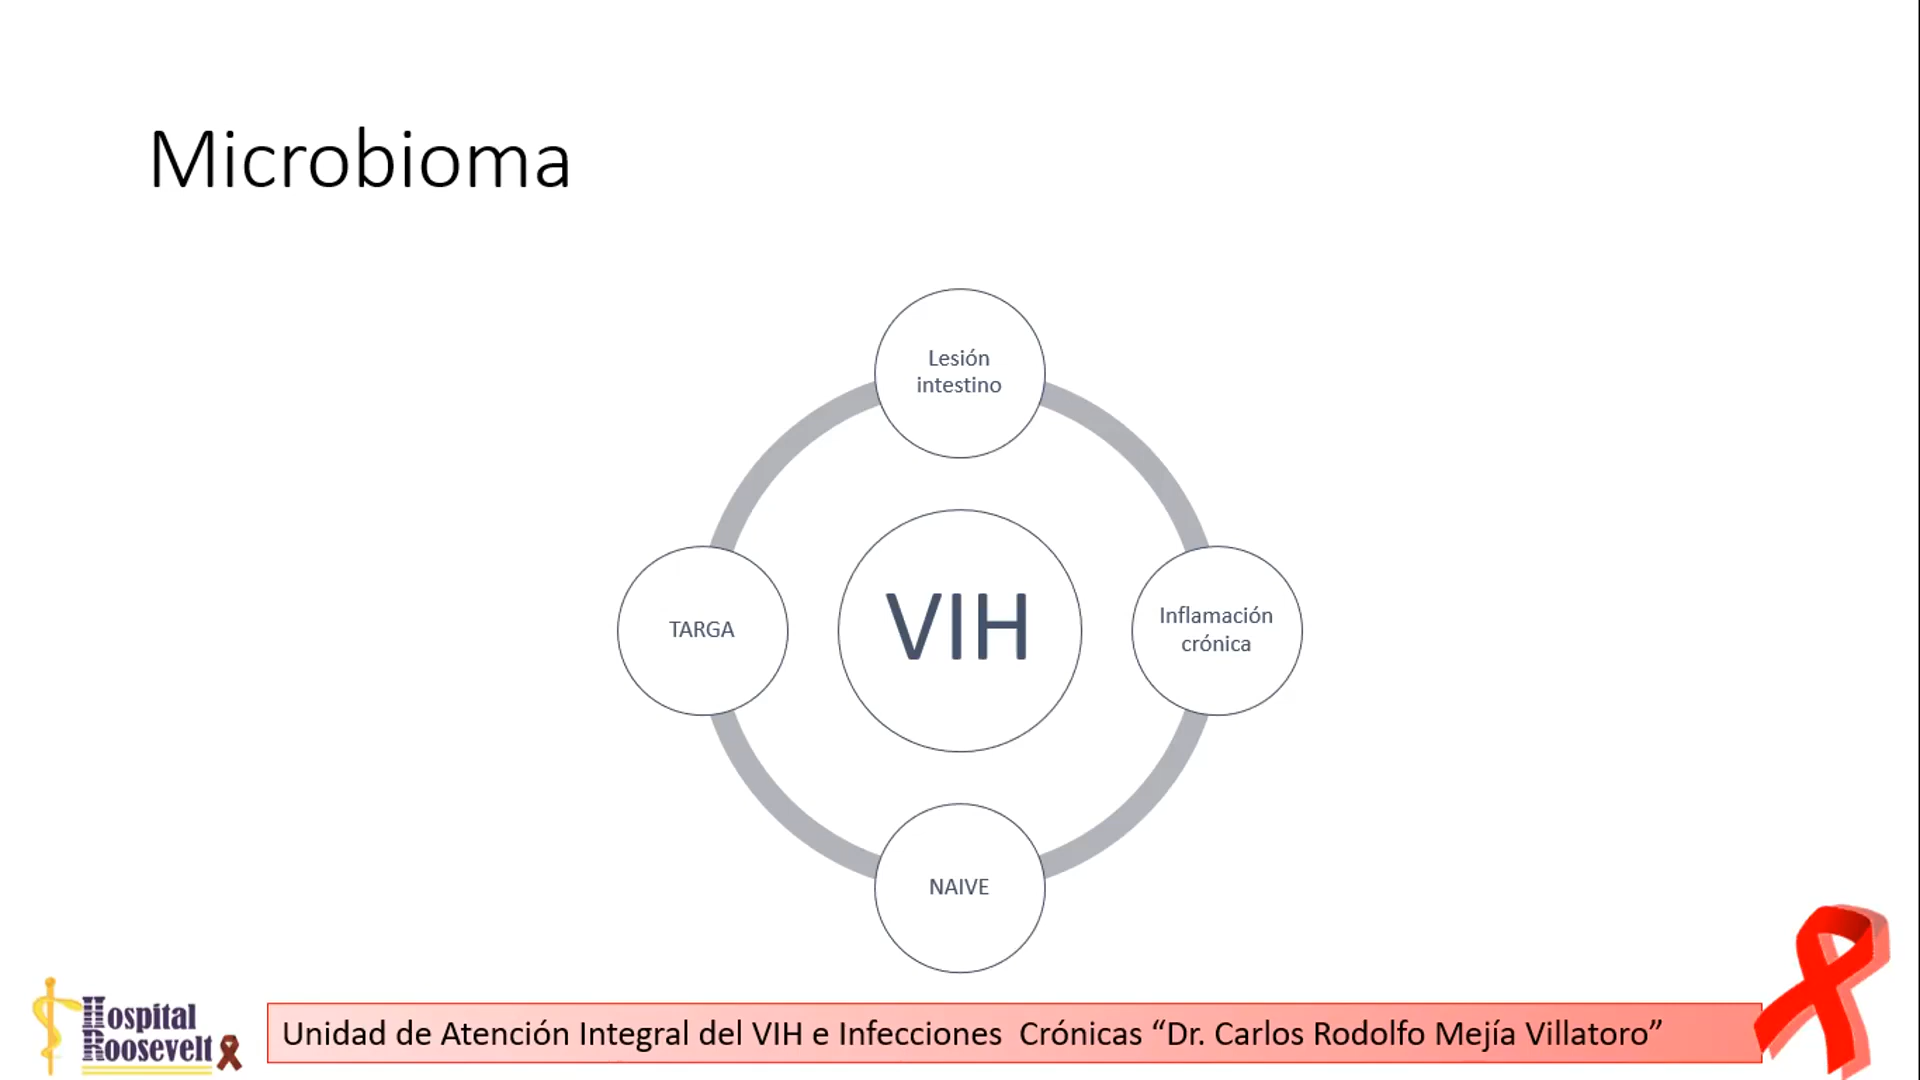 Microbioma
Lesión
intestino
TARGA
VIH
Inflamación
crónica
NAIVE
Hospital
Roosevelt
Unidad de Atención Integral del VIH e Infecciones  Crónicas “Dr. Carlos Rodolfo Mejía Villatoro”